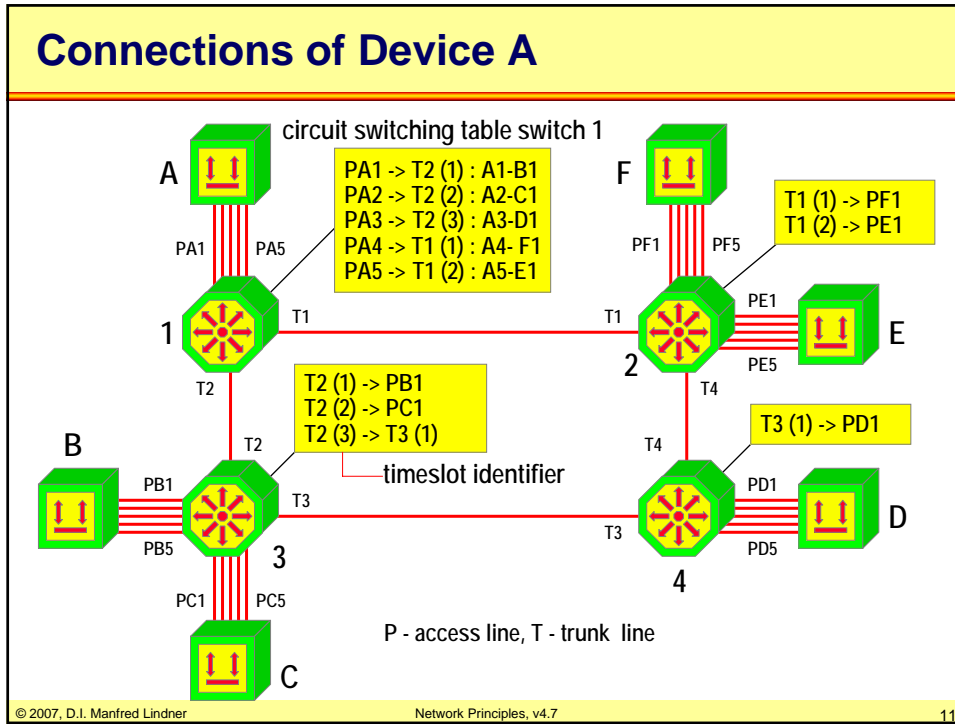 Connections of Device A
circuit switching table switch 1
A
PA1 -> T2 (1) : A1-B1
PA2 -> T2 (2) : A2-C1
PA3 -> T2 (3) : A3-D1
PA4 -> T1 (1) : A4- F1
PA5 -> T1 (2) : A5-E1
F
T1 (1) -> PF1
T1 (2) -> PE1
PA1
PA5
PF1
PF5
PE1
1
T1
T1
E
2
PE5
T2
T4
T2 (1) -> PB1
T2 (2) -> PC1
T2 (3) -> T3 (1)
T3 (1) -> PD1
B
T2
timeslot identifier
T4
PB1
PD1
T3
D
PB5
T3
PD5
3
4
PC1
PC5
P - access line, T - trunk line
C
© 2007, D.I. Manfred Lindner
Network Principles, v4.7
11